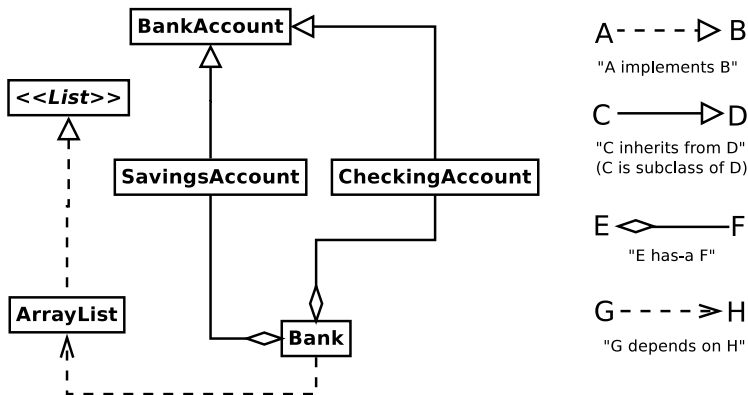 BankAccount
<<List>>
SavingsAccount
CheckingAccount
ArrayList
Bank
A B
"A implements B"
C D
"C inherits from D"
(C is subclass of D)
E F
"E has-a F"
G H
"G depends on H"